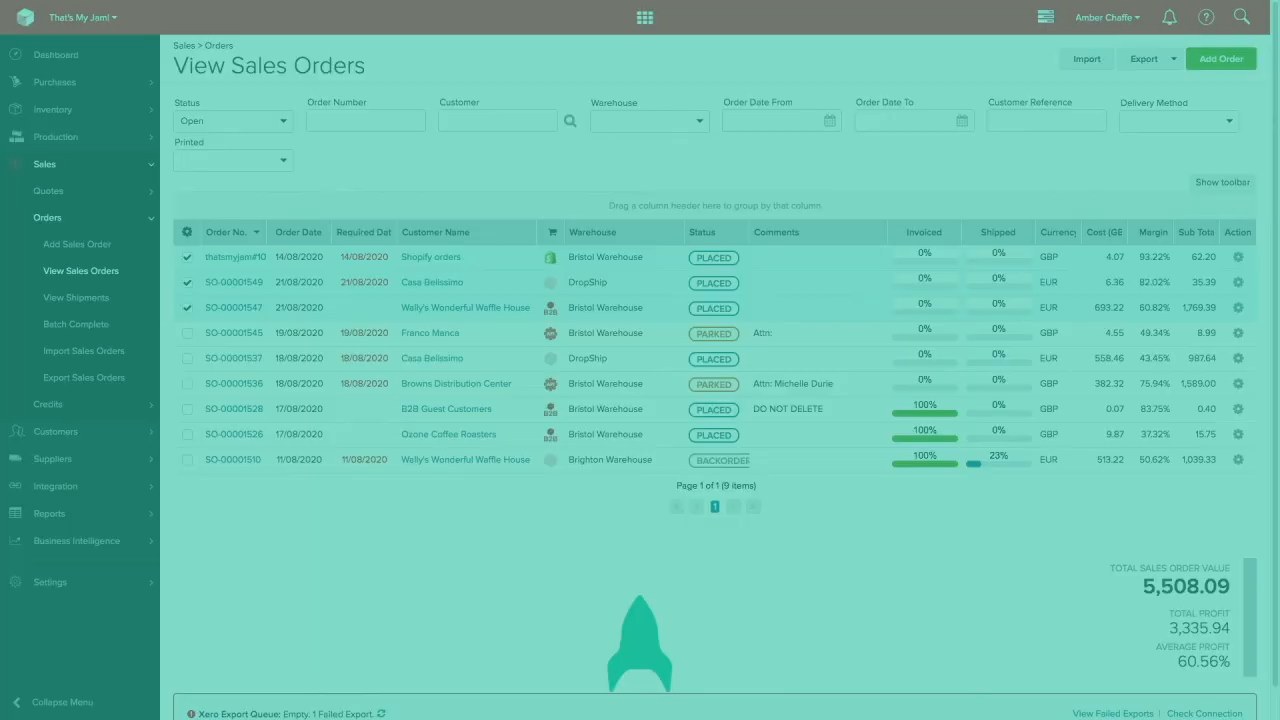 That's My Jam!
Amber Chaffe
Dashboard
Purchases
Inventory
Production
Sales
Quotes
Orders
Add Sales Order
View Sales Orders
View Shipments
Batch Complete
Import Sales Orders
Export Sales Orders
Credits
Customers
Suppliers
Integration
Reports
Business Intelligence
Settings
Collapse Menu
Sales > Orders
View Sales Orders
Import Export Add Order
Status Order Number Customer Warehouse Order Date From Order Date To Customer Reference Delivery Method
Open
Printed
Show toolbar
Drag a column header here to group by that column
Order No. Order Date Required Dat Customer Name Warehouse Status Comments Invoiced Shipped Currency Cost (GE Margin Sub Tota Action
thatsmyjam#10 14/08/2020 14/08/2020 Shopify orders Bristol Warehouse PLACED 0% 0% GBP 4.07 93.22% 62.20
SO-00001549 21/08/2020 21/08/2020 Casa Belissimo DropShip PLACED 0% 0% EUR 6.36 82.02% 35.39
SO-00001547 21/08/2020 Wally's Wonderful Waffle House B2B Bristol Warehouse PLACED 0% 0% EUR 693.22 60.82% 1,769.39
SO-00001545 19/08/2020 19/08/2020 Franco Manca Bristol Warehouse PARKED Attn: 0% 0% GBP 4.55 49.34% 8.99
SO-00001537 18/08/2020 18/08/2020 Casa Belissimo DropShip PLACED 0% 0% EUR 558.46 43.45% 987.64
SO-00001536 18/08/2020 18/08/2020 Browns Distribution Center Bristol Warehouse PARKED Attn: Michelle Durie 0% 0% GBP 382.32 75.94% 1,589.00
SO-00001528 17/08/2020 B2B Guest Customers B2B Bristol Warehouse PLACED DO NOT DELETE 100% 0% GBP 0.07 83.75% 0.40
SO-00001526 17/08/2020 Ozone Coffee Roasters B2B Bristol Warehouse PLACED 100% 0% GBP 9.87 37.32% 15.75
SO-00001510 11/08/2020 11/08/2020 Wally's Wonderful Waffle House Brighton Warehouse BACKORDER 100% 23% EUR 513.22 50.62% 1,039.33
Page 1 of 1 (9 items)
1
TOTAL SALES ORDER VALUE
5,508.09
TOTAL PROFIT
3,335.94
AVERAGE PROFIT
60.56%
Xero Export Queue: Empty. 1 Failed Export. View Failed Exports | Check Connection